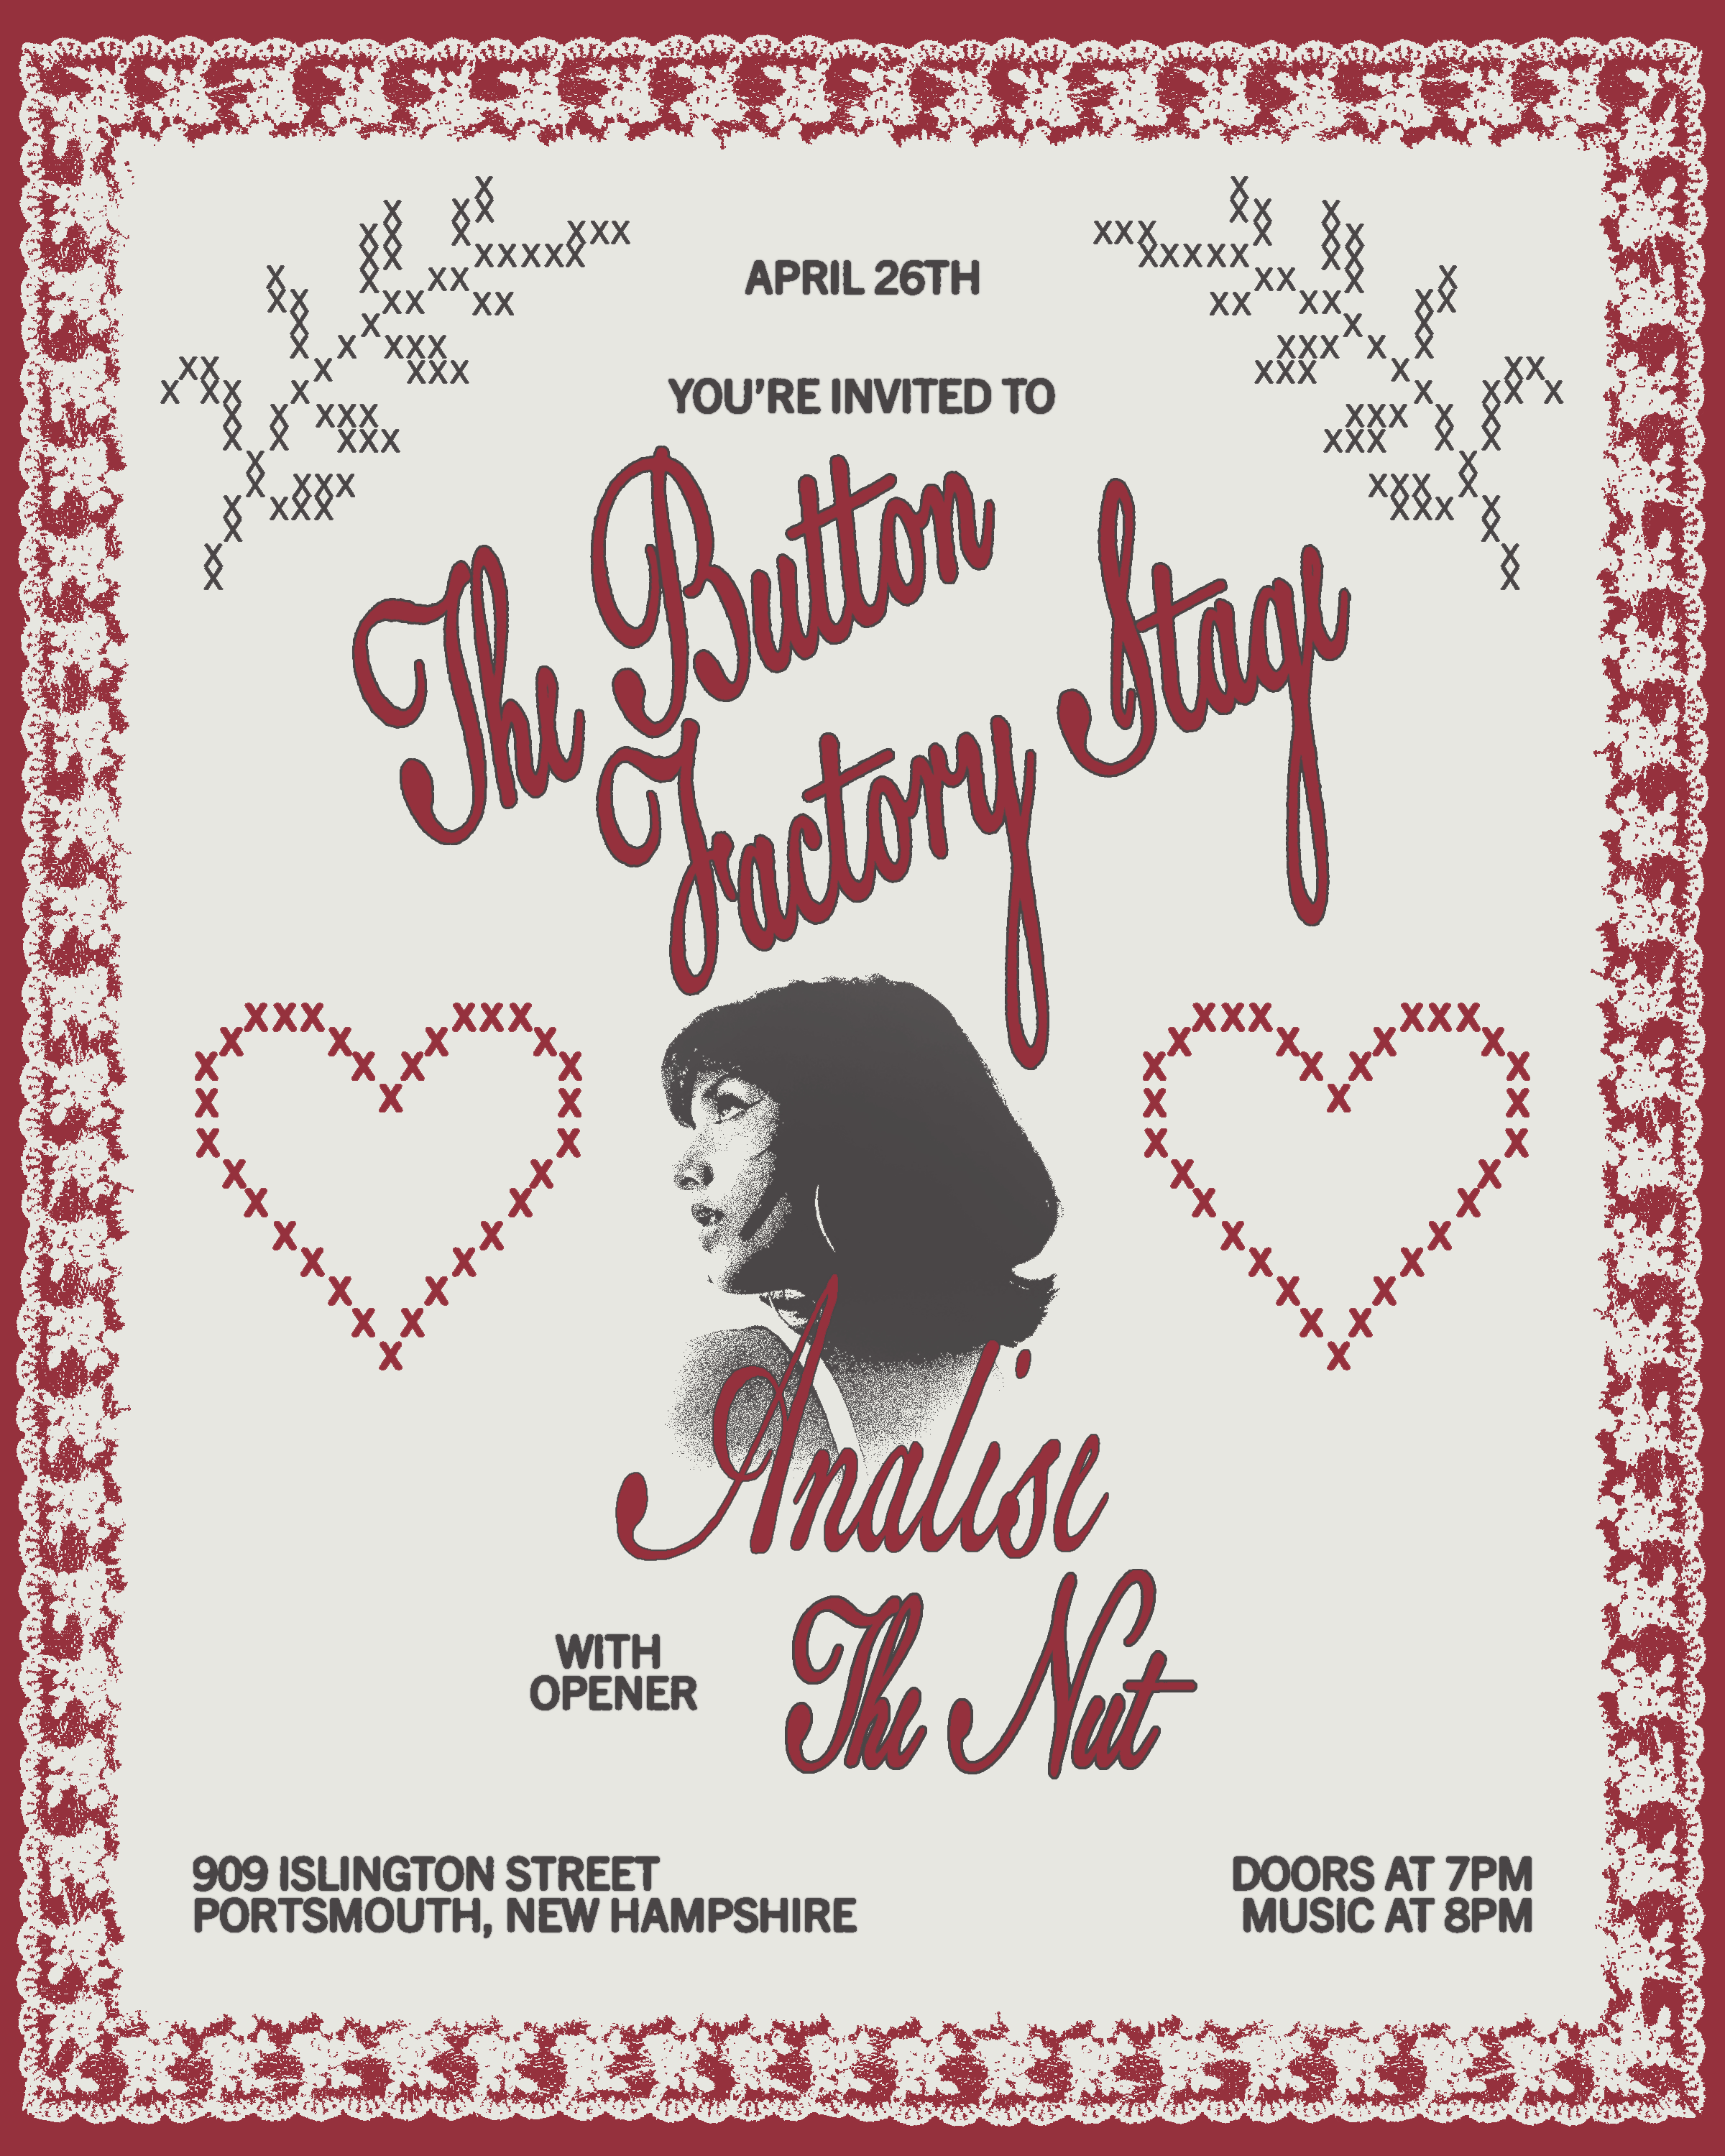 APRIL 26TH
YOU'RE INVITED TO
The Button
Factory Stage
Analise
WITH
OPENER
The Nut
909 ISLINGTON STREET
PORTSMOUTH, NEW HAMPSHIRE
DOORS AT 7PM
MUSIC AT 8PM